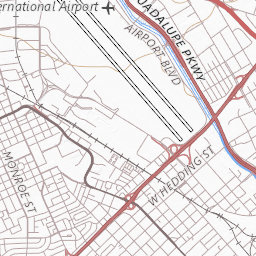 ernational Airport
GUADALUPE PKWY
AIRPORT BLVD
W HEDDING ST
MONROE ST